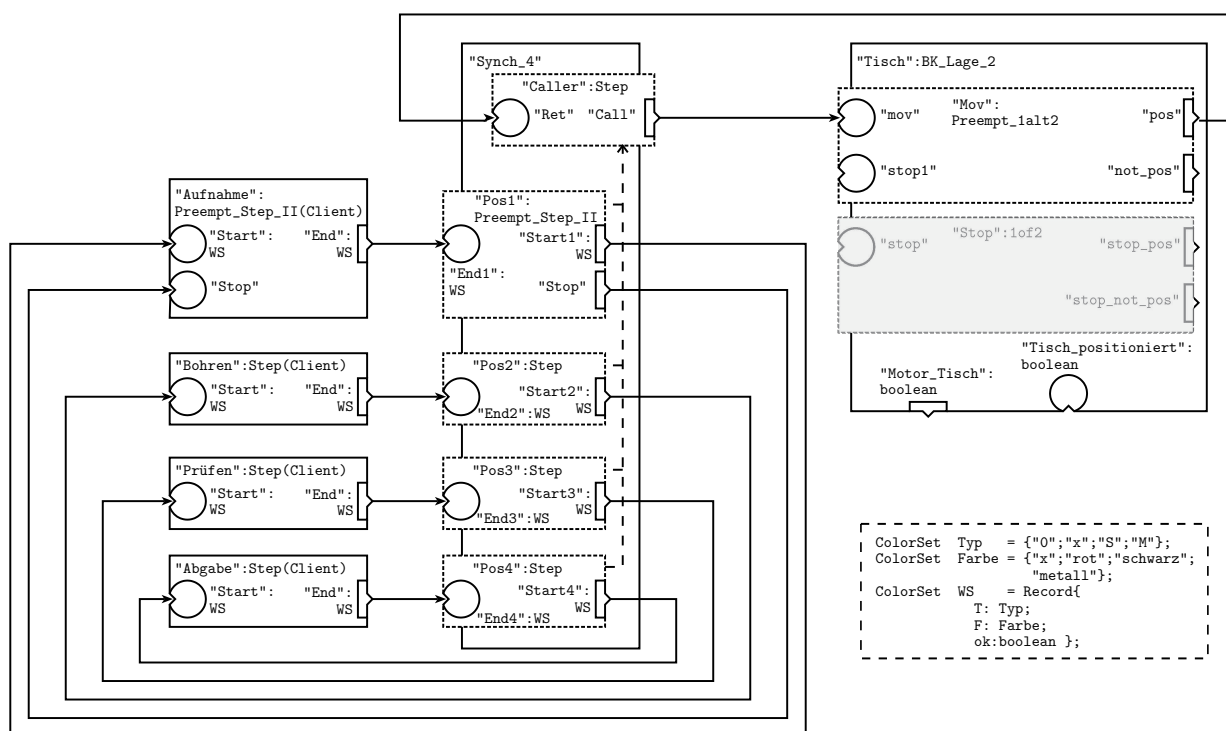 "Synch_4"
"Caller":Step
"Ret" "Call"
"Tisch":BK_Lage_2
"mov"
"Mov":
Preempt_1alt2
"pos"
"stop1"
"not_pos"
"stop"
"Stop":1of2
"stop_pos"
"stop_not_pos"
"Tisch_positioniert":
boolean
"Motor_Tisch":
boolean
"Aufnahme":
Preempt_Step_II(Client)
"Start":
WS
"End":
WS
"Stop"
"Pos1":
Preempt_Step_II
"Start1":
WS
"End1":
WS
"Stop"
"Bohren":Step(Client)
"Start":
WS
"End":
WS
"Pos2":Step
"Start2":
WS
"End2":WS
"Prüfen":Step(Client)
"Start":
WS
"End":
WS
"Pos3":Step
"Start3":
WS
"End3":WS
"Abgabe":Step(Client)
"Start":
WS
"End":
WS
"Pos4":Step
"Start4":
WS
"End4":WS
ColorSet Typ = {"0";"x";"S";"M"};
ColorSet Farbe = {"x";"rot";"schwarz";
"metall"};
ColorSet WS = Record{
T: Typ;
F: Farbe;
ok:boolean };